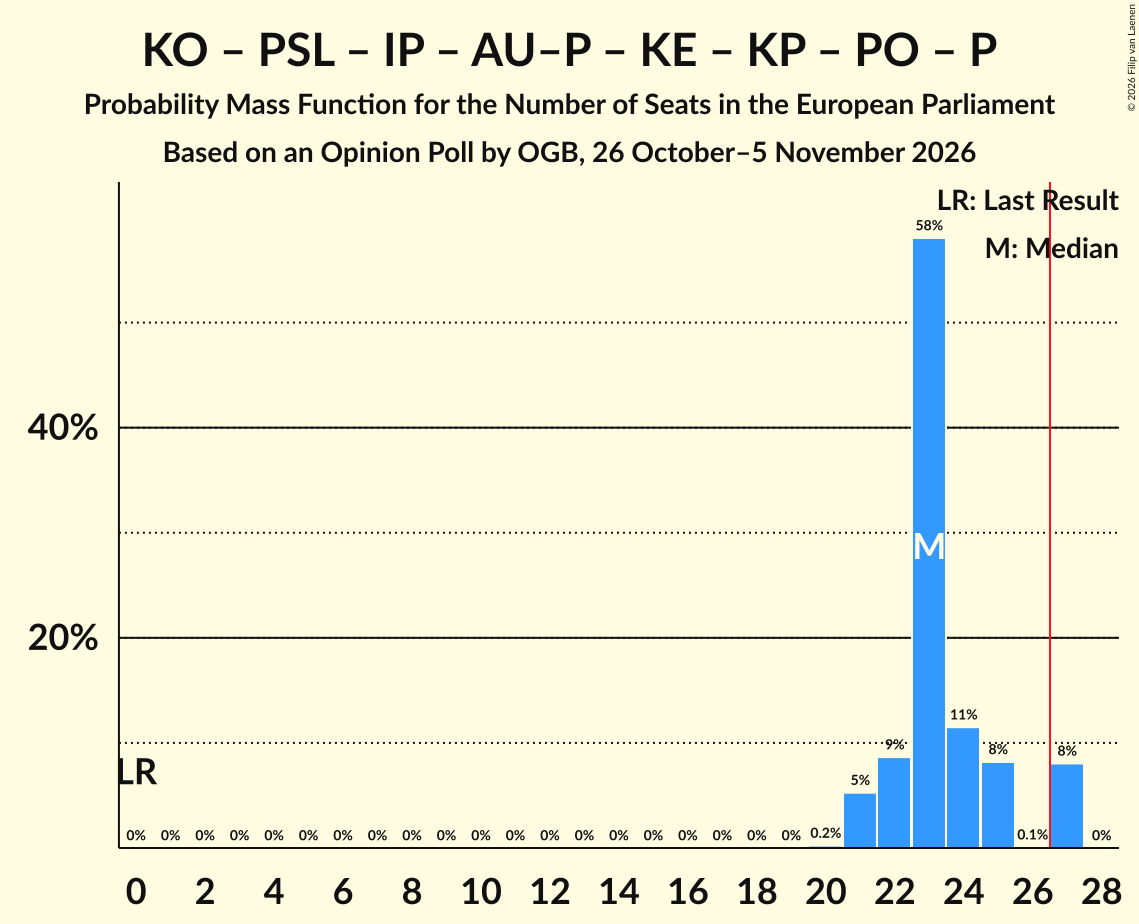 KO – PSL – IP – AU–P – KE – KP – PO – P
Probability Mass Function for the Number of Seats in the European Parliament
Based on an Opinion Poll by OGB, 26 October–5 November 2026
© 2026 Filip van Laenen
LR: Last Result
M: Median
58%
40%
M
20%
11%
9%
8%
8%
LR
5%
0% 0% 0% 0% 0% 0% 0% 0% 0% 0% 0% 0% 0% 0% 0% 0% 0% 0% 0% 0% 0.2% 0.1% 0%
0 2 4 6 8 10 12 14 16 18 20 22 24 26 28